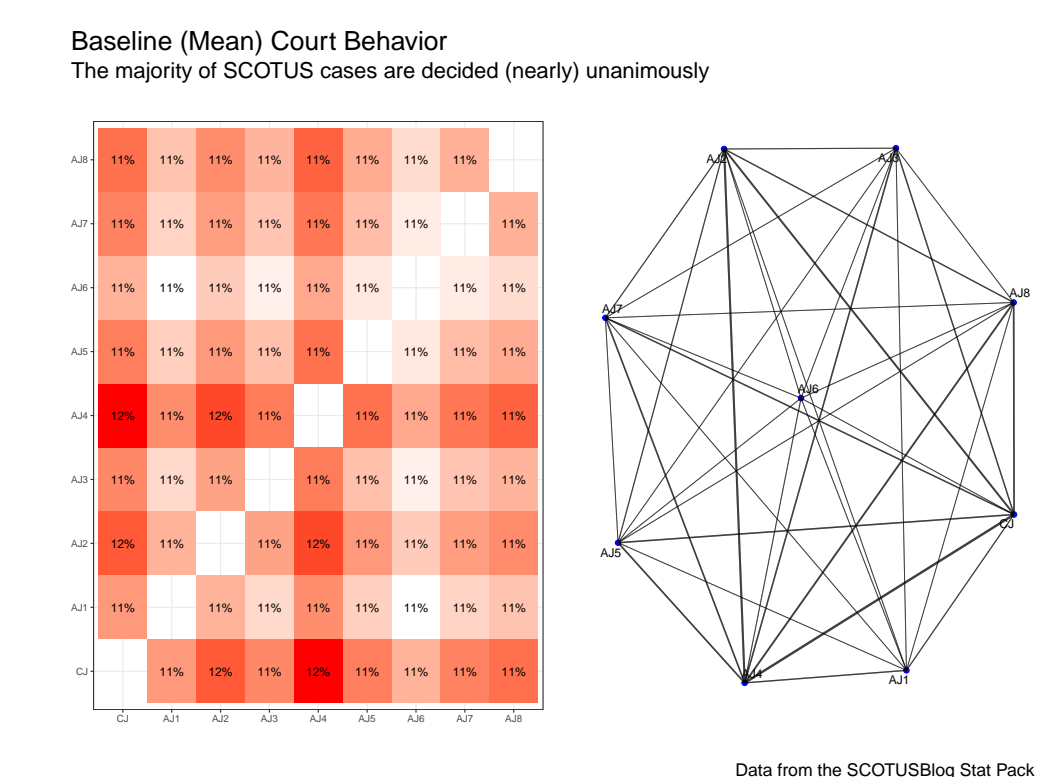 Baseline (Mean) Court Behavior
The majority of SCOTUS cases are decided (nearly) unanimously
AJ8 11% 11% 11% 11% 11% 11% 11% 11%
AJ7 11% 11% 11% 11% 11% 11% 11% 11%
AJ6 11% 11% 11% 11% 11% 11% 11% 11%
AJ5 11% 11% 11% 11% 11% 11% 11% 11%
AJ4 12% 11% 12% 11% 11% 11% 11% 11%
AJ3 11% 11% 11% 11% 11% 11% 11% 11%
AJ2 12% 11% 11% 12% 11% 11% 11% 11%
AJ1 11% 11% 11% 11% 11% 11% 11% 11%
CJ 11% 12% 11% 12% 11% 11% 11% 11%
CJ AJ1 AJ2 AJ3 AJ4 AJ5 AJ6 AJ7 AJ8
AJ2 AJ3
AJ8
AJ7
AJ6
CJ
AJ5
AJ4
AJ1
Data from the SCOTUSBlog Stat Pack